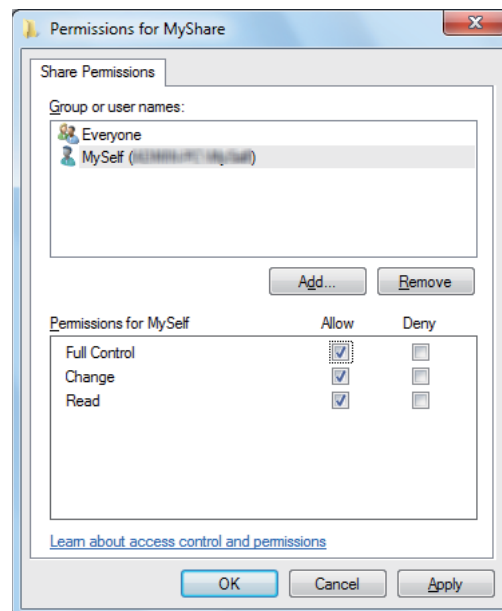 Permissions for MyShare
Share Permissions
Group or user names:
Everyone
MySelf ( )
Add... Remove
Permissions for MySelf Allow Deny
Full Control
Change
Read
Learn about access control and permissions
OK Cancel Apply